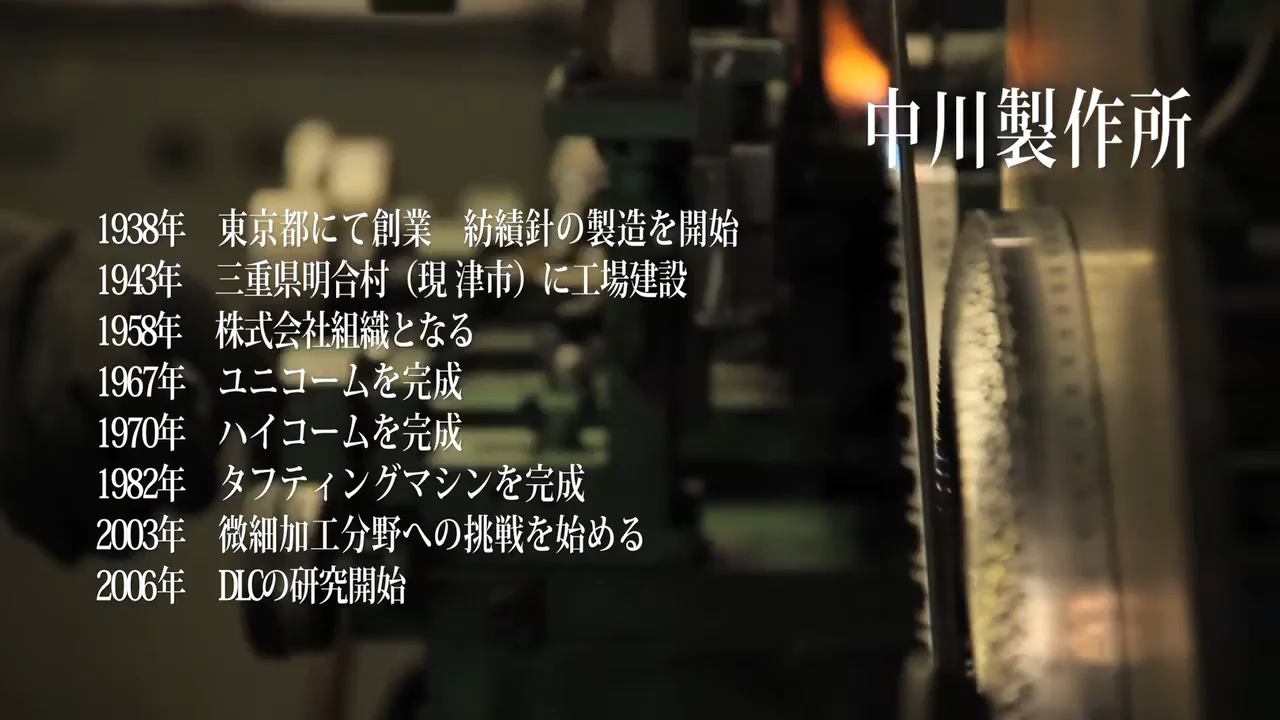 中川製作所
1938年　東京都にて創業　紡績針の製造を開始
1943年　三重県明合村（現 津市）に工場建設
1958年　株式会社組織となる
1967年　ユニコームを完成
1970年　ハイコームを完成
1982年　タフティングマシンを完成
2003年　微細加工分野への挑戦を始める
2006年　DLCの研究開始